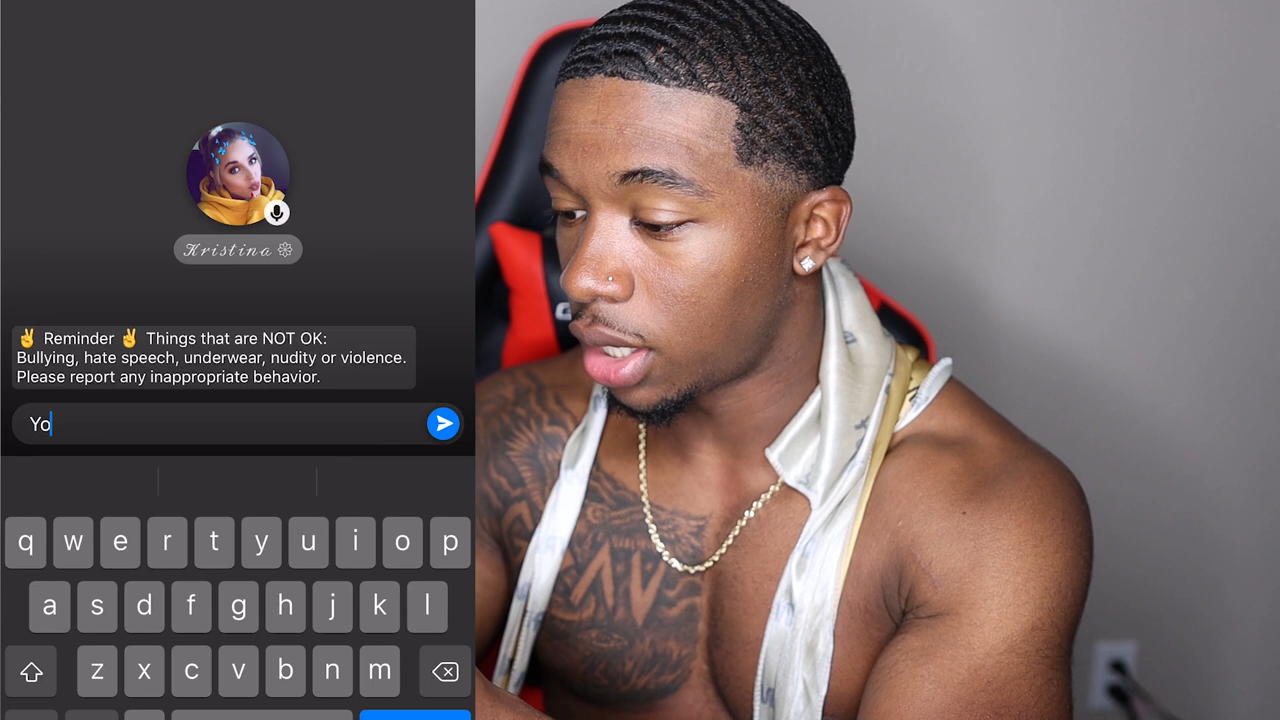 Kristina
✌️ Reminder ✌️ Things that are NOT OK:
Bullying, hate speech, underwear, nudity or violence.
Please report any inappropriate behavior.
Yo
q w e r t y u i o p
a s d f g h j k l
z x c v b n m